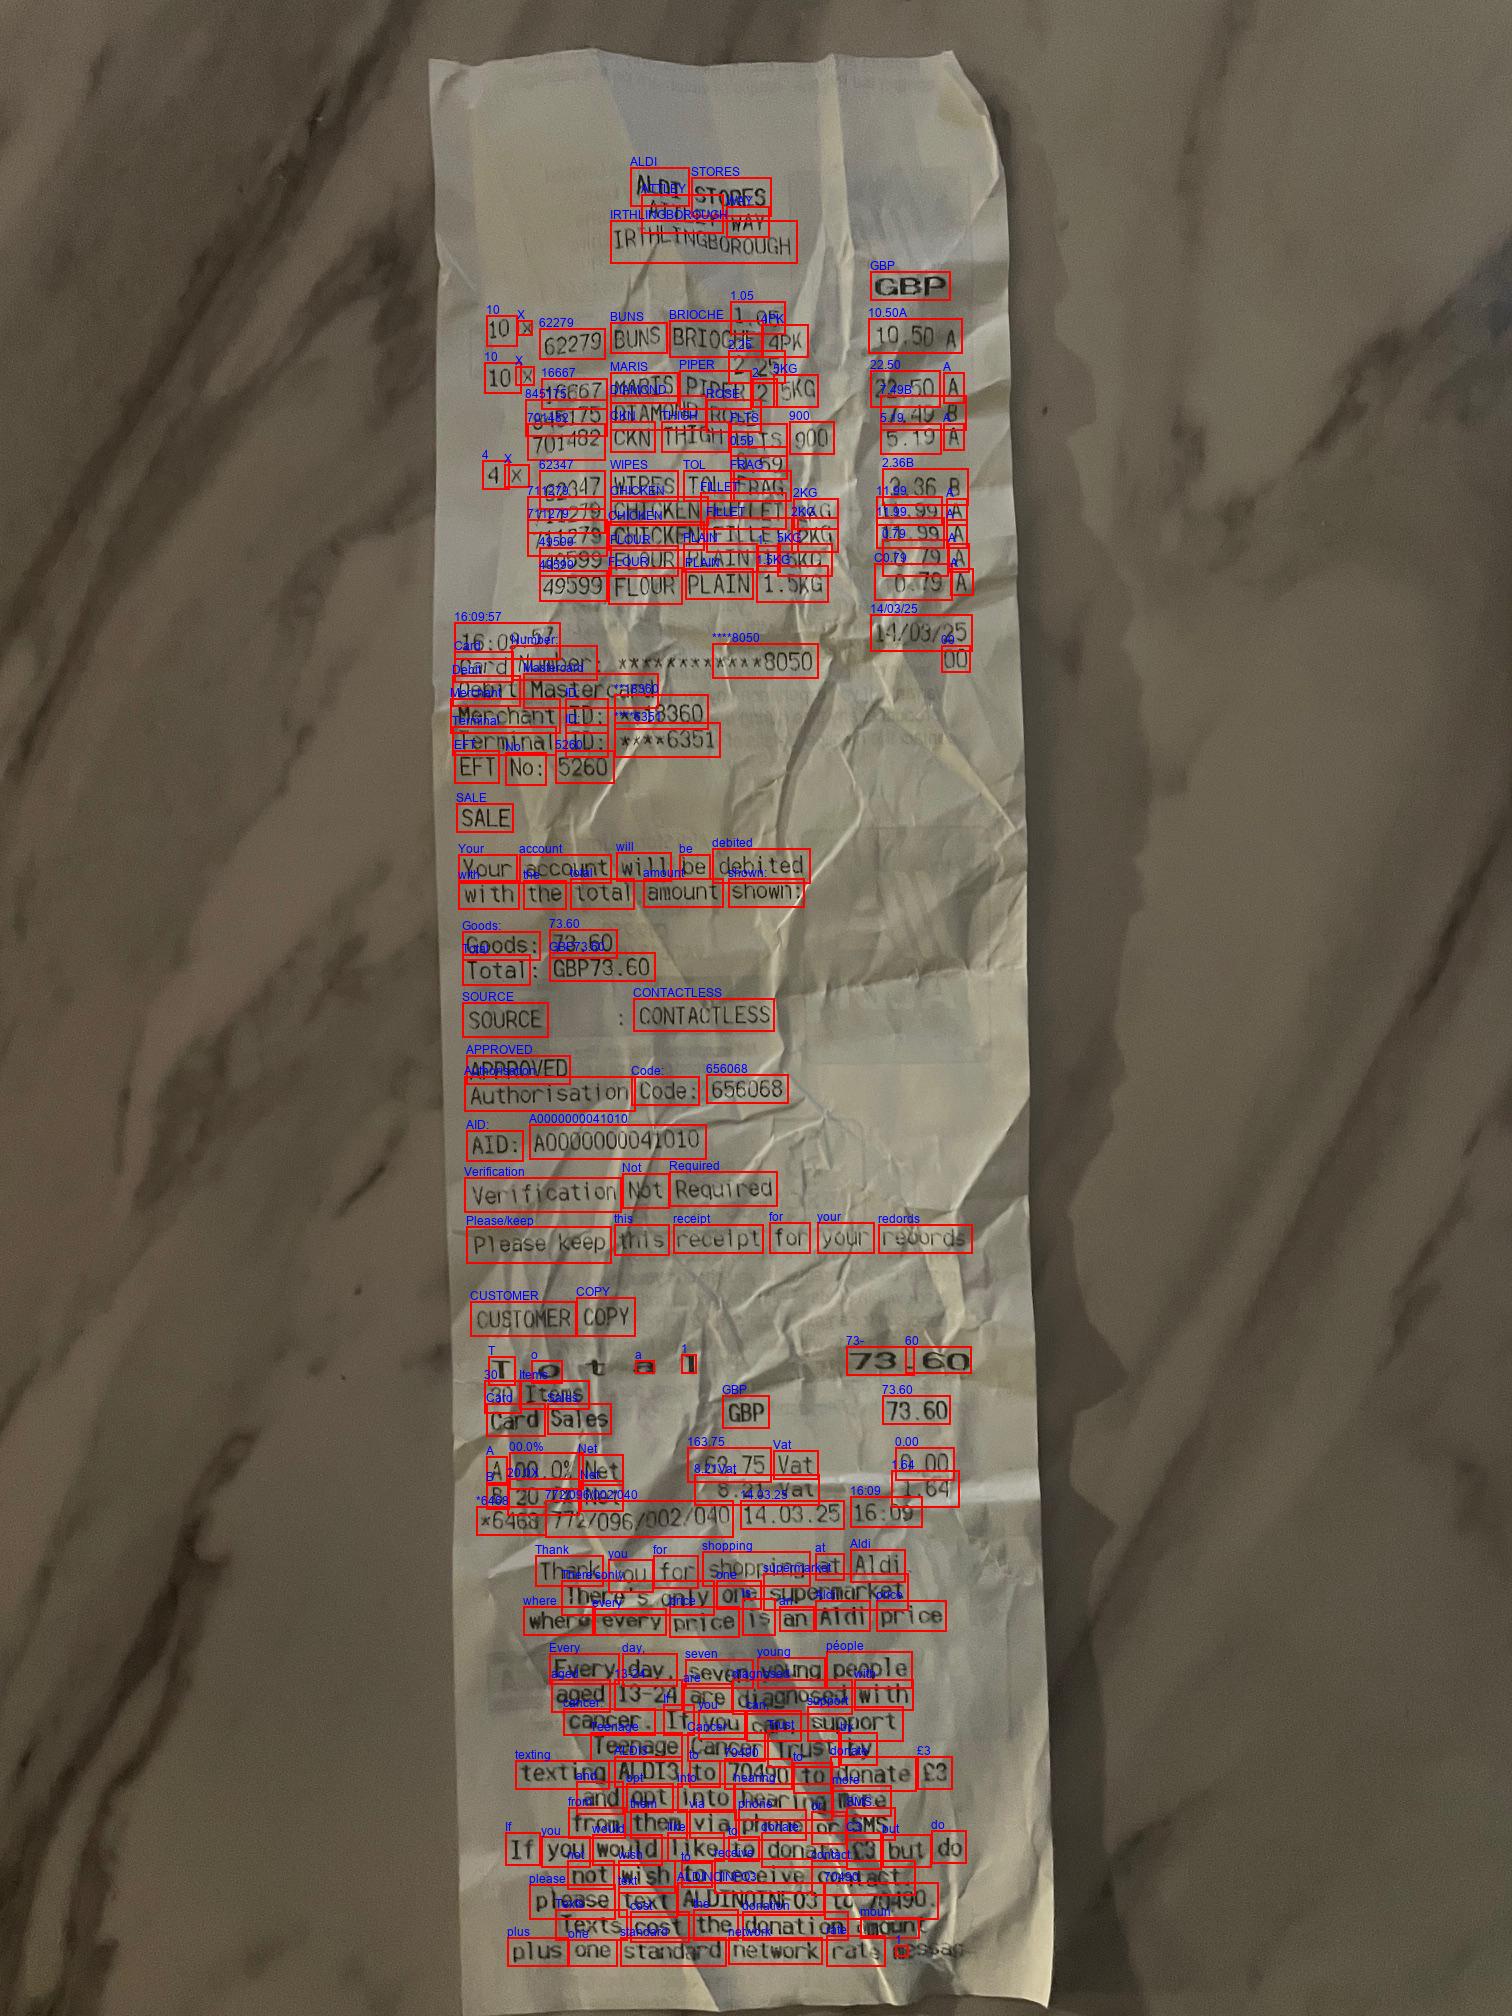 ALDI STORES
ATTLEY WAY
IRTHLINGBOROUGH
GBP
10 x 1.05
62279 BUNS BRIOCHE 4PK 10.50 A
10 x 2.25
16667 MARIS PIPER 2.5KG 22.50 A
845175 DIAMOND ROSE 7.49 B
701482 CKN THIGH FLTS 900 5.19 A
4 x 0.59
62347 WIPES TOL FRAG 2.36 B
711279 CHICKEN FILLET 2KG 11.99 A
711279 CHICKEN FILLET 2KG 11.99 A
49599 FLOUR PLAIN 1.5KG 0.79 A
49599 FLOUR PLAIN 1.5KG 0.79 A
16:09:57 14/03/25
Card Number: ************8050 00
Debit Mastercard
Merchant ID:
Terminal ID: ****6351
EFT No: 5260
SALE
Your account will be debited
with the total amount shown:
Goods: 73.60
Total: GBP73.60
SOURCE : CONTACTLESS
APPROVED
Authorisation Code: 656068
AID: A0000000041010
Verification Not Required
Please keep this receipt for your records
CUSTOMER COPY
Total 73.60
30 Items
Card Sales GBP 73.60
A 00.0% Net 63.75 Vat 0.00
B 20.0% Net 8.21 Vat 1.64
*6468 772/096/002/040 14.03.25 16:09
Thank you for shopping at Aldi.
There's only one supermarket
where every price is an Aldi price
Every day, seven young people
aged 13-24 are diagnosed with
cancer. If you can, support
Teenage Cancer Trust by
texting ALDI3 to 70490 to donate £3
and opt into hearing more
from them via phone or SMS.
If you would like to donate £3 but do
not wish to receive contact,
please text ALDINOINFO3 to 70490.
Texts cost the donation amount
plus one standard network rate messag